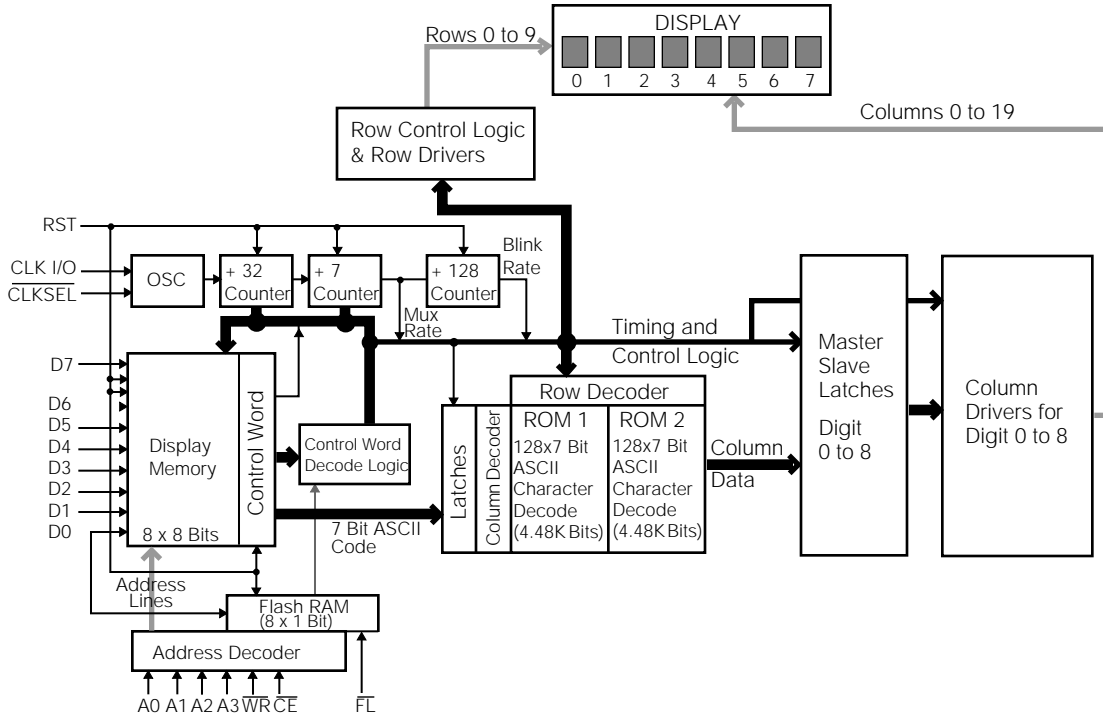 DISPLAY
0 1 2 3 4 5 6 7
Rows 0 to 9
Columns 0 to 19
Row Control Logic
& Row Drivers
RST
CLK I/O
CLKSEL
OSC
+ 32
Counter
+ 7
Counter
+ 128
Counter
Blink
Rate
Mux
Rate
Timing and
Control Logic
D7
D6
D5
D4
D3
D2
D1
D0
Display
Memory
8 x 8 Bits
Control Word
Control Word
Decode Logic
7 Bit ASCII
Code
Latches
Column Decoder
Row Decoder
ROM 1
128x7 Bit
ASCII
Character
Decode
(4.48K Bits)
ROM 2
128x7 Bit
ASCII
Character
Decode
(4.48K Bits)
Column
Data
Master
Slave
Latches
Digit
0 to 8
Column
Drivers for
Digit 0 to 8
Address
Lines
Flash RAM
(8 x 1 Bit)
Address Decoder
A0 A1 A2 A3 WR CE FL